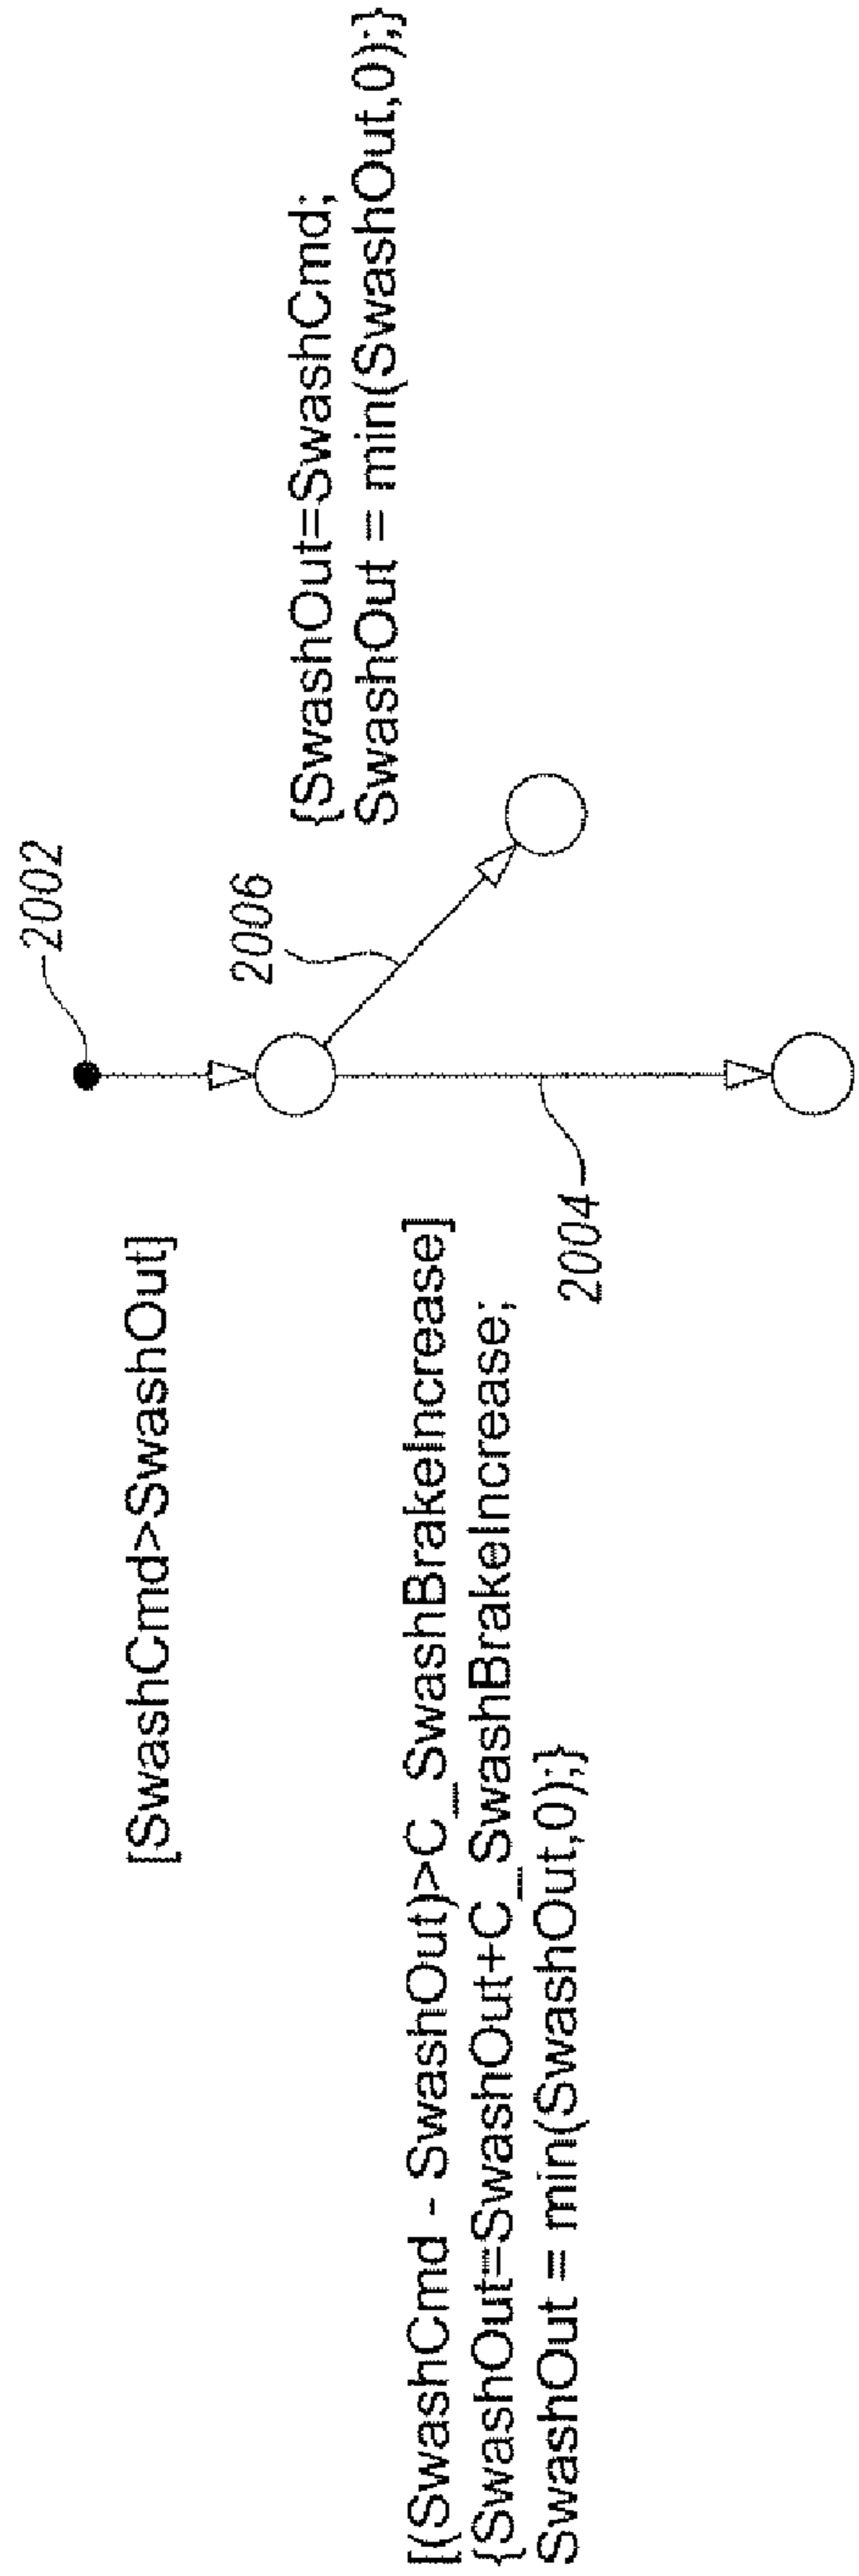 2002
[SwashCmd>SwashOut]
2006
{SwashOut=SwashCmd;
SwashOut = min(SwashOut,0);}
[(SwashCmd - SwashOut)>C_SwashBrakeIncrease]
{SwashOut=SwashOut+C_SwashBrakeIncrease;
SwashOut = min(SwashOut,0);}
2004